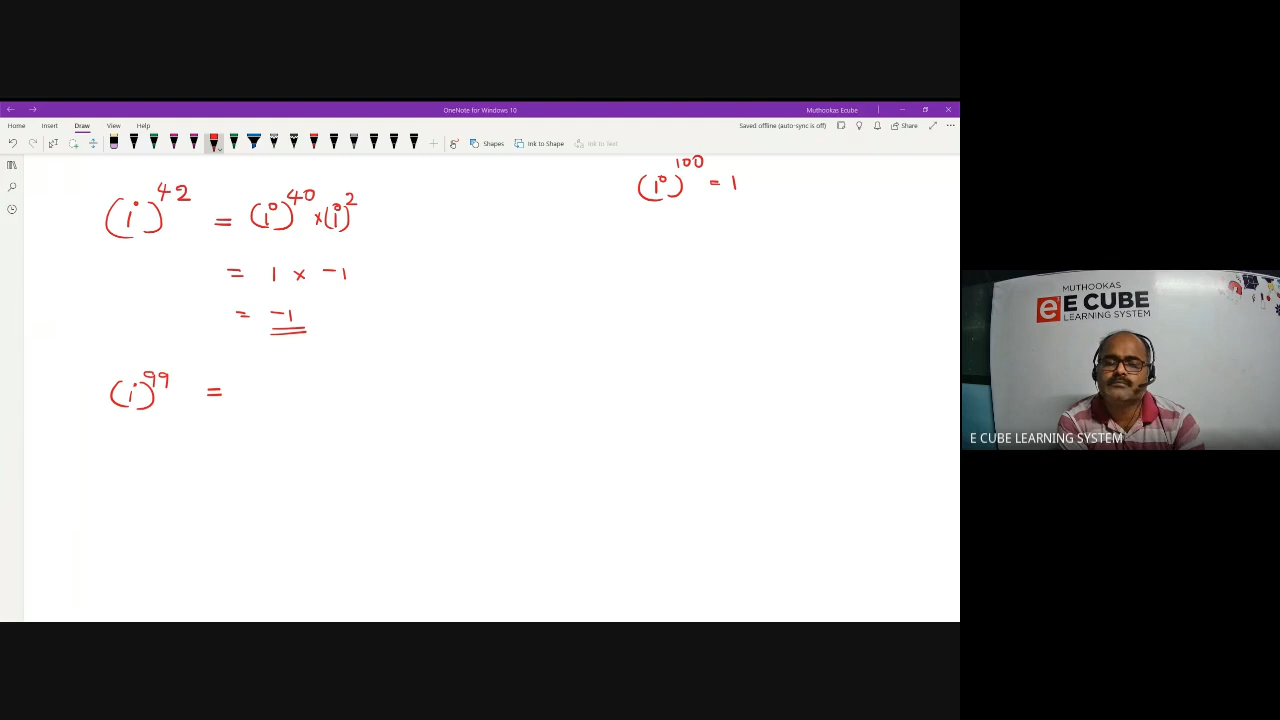 OneNote for Windows 10
Muthookas Ecube
Home Insert Draw View Help
Saved offline (auto-sync is off)
Share
Shapes
Ink to Shape
Ink to Text
(i)^100 = 1
(i)^42 = (i)^40 × (i)^2
= 1 × -1
= -1
(i)^99 =
MUTHOOKAS
e E CUBE
LEARNING SYSTEM
E CUBE LEARNING SYSTEM